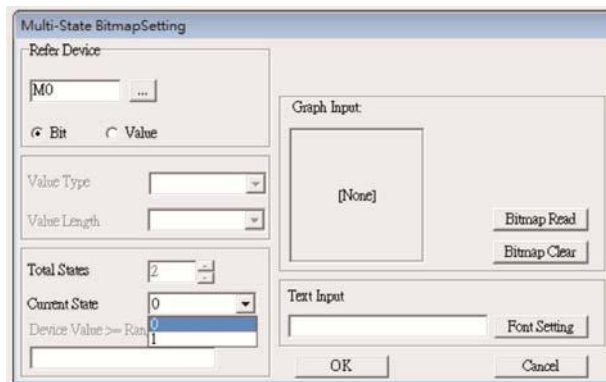 Multi-State BitmapSetting
Refer Device
M0
...
Bit
Value
Value Type
Value Length
Total States
2
Current State
0
0
1
Device Value >= Ran
Graph Input:
[None]
Bitmap Read
Bitmap Clear
Text Input
Font Setting
OK
Cancel